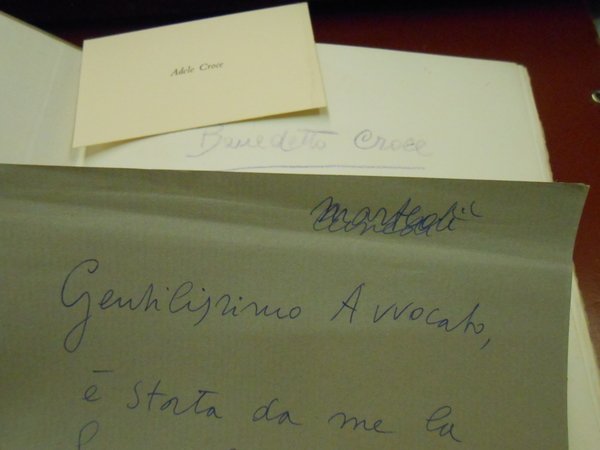 Adele Croce
Benedetto Croce
martedì
Gentilissimo Avvocato,
è stata da me la